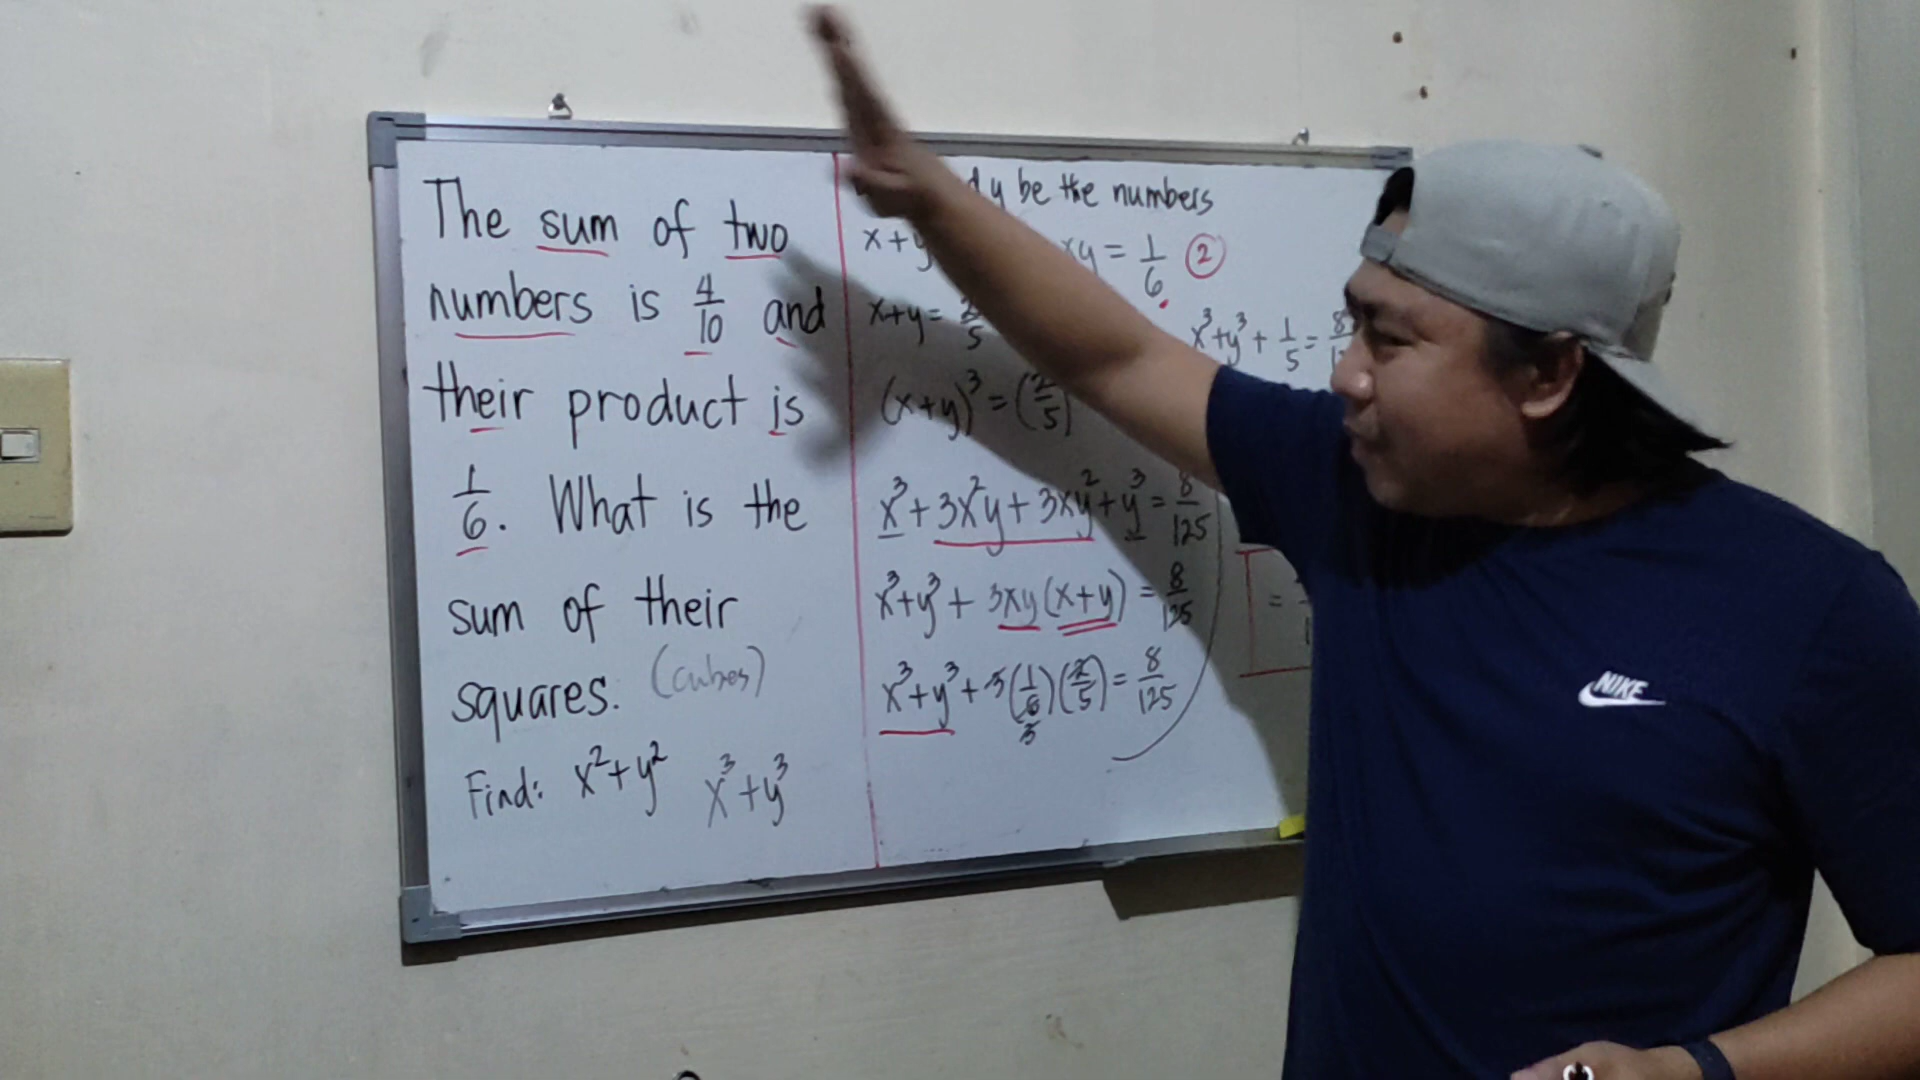 The sum of two
numbers is 4/10 and
their product is
1/6. What is the
sum of their
squares. (cubes)
Find: x²+y² x³+y³
y be the numbers
x+y
xy = 1/6 ②
x+y = 2/5
(x+y)³ = (2/5)
x³+3x²y+3xy²+y³ = 8/125
x³+y³+3xy(x+y) = 8/125
x³+y³+3(1/6)(2/5) = 8/125
x³+y³+1/5 =
=
NIKE